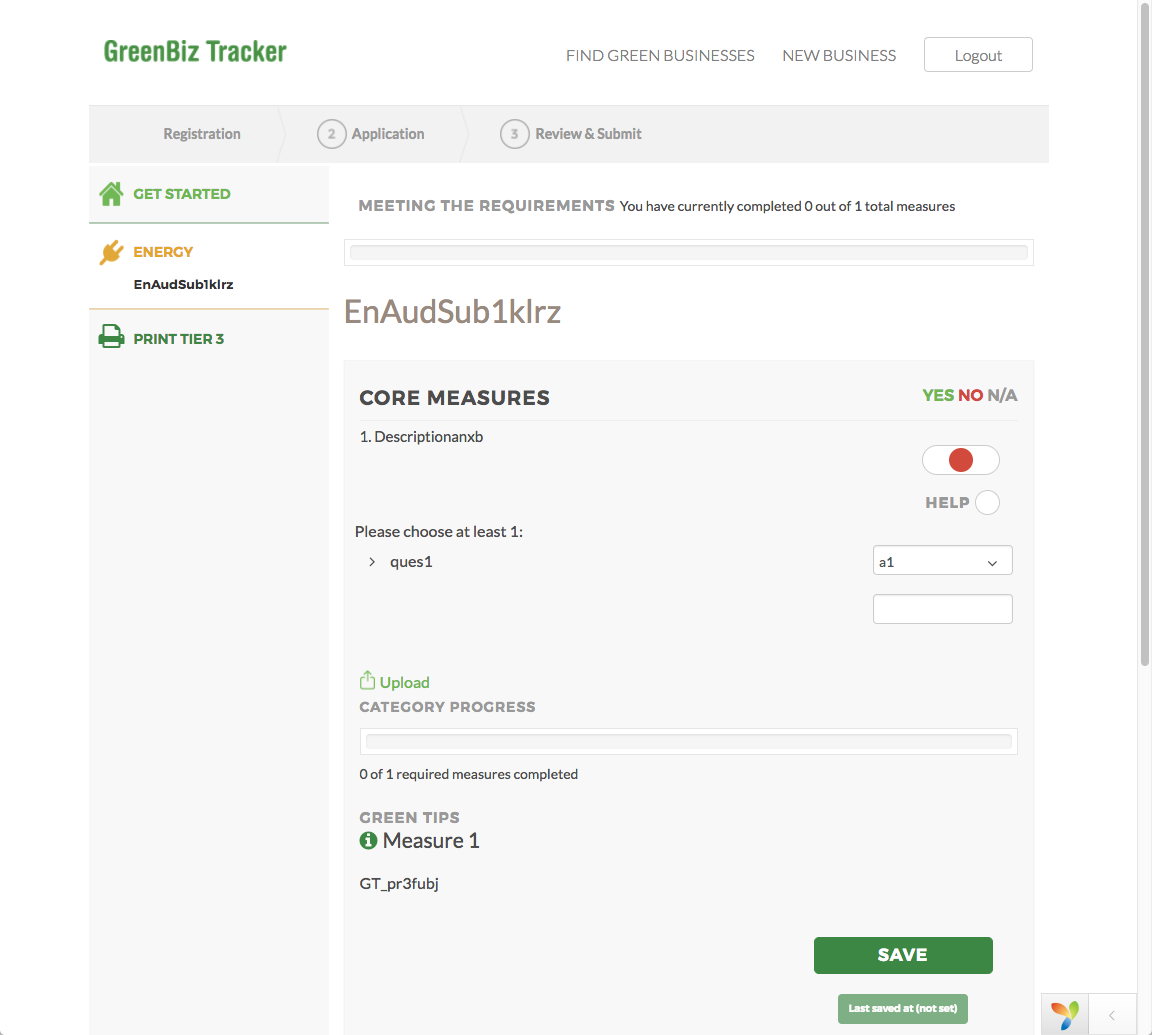 GreenBiz Tracker
FIND GREEN BUSINESSES NEW BUSINESS Logout
Registration 2 Application 3 Review & Submit
GET STARTED
ENERGY
EnAudSub1klrz
PRINT TIER 3
MEETING THE REQUIREMENTS You have currently completed 0 out of 1 total measures
EnAudSub1klrz
CORE MEASURES YES NO N/A
1. Descriptionanxb
HELP
Please choose at least 1:
ques1 a1
Upload
CATEGORY PROGRESS
0 of 1 required measures completed
GREEN TIPS
Measure 1
GT_pr3fubj
SAVE
Last saved at (not set)